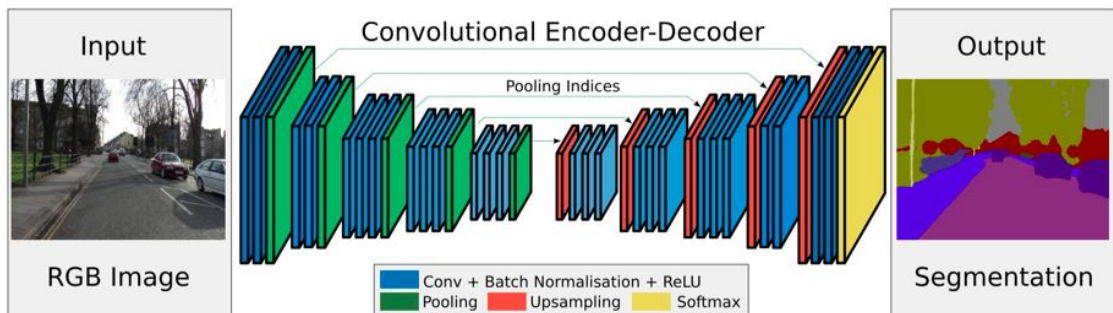 Input
RGB Image
Convolutional Encoder-Decoder
Pooling Indices
Conv + Batch Normalisation + ReLU
Pooling Upsampling Softmax
Output
Segmentation